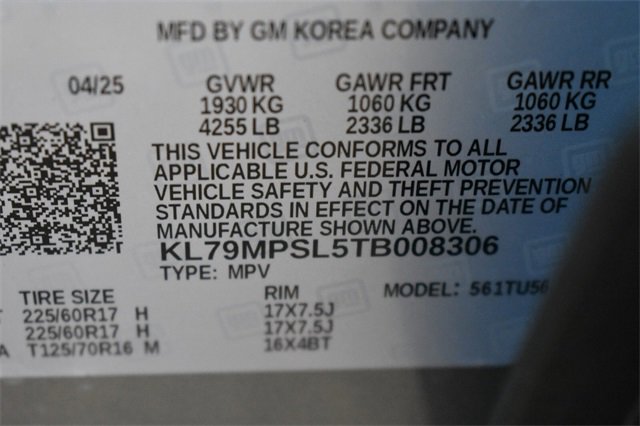 MFD BY GM KOREA COMPANY
04/25 GVWR GAWR FRT GAWR RR
1930 KG 1060 KG 1060 KG
4255 LB 2336 LB 2336 LB
THIS VEHICLE CONFORMS TO ALL
APPLICABLE U.S. FEDERAL MOTOR
VEHICLE SAFETY AND THEFT PREVENTION
STANDARDS IN EFFECT ON THE DATE OF
MANUFACTURE SHOWN ABOVE.
KL79MPSL5TB008306
TYPE: MPV
TIRE SIZE RIM MODEL: 561TU56
T 225/60R17 H 17X7.5J
225/60R17 H 17X7.5J
A T125/70R16 M 16X4BT